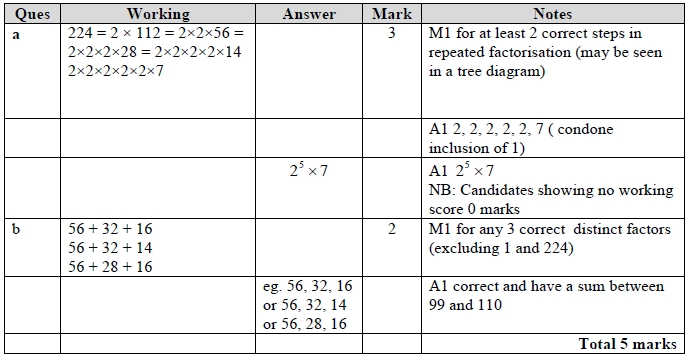 Ques Working Answer Mark Notes
a 224 = 2 × 112 = 2×2×56 = 3 M1 for at least 2 correct steps in
2×2×2×28 = 2×2×2×2×14 repeated factorisation (may be seen
2×2×2×2×2×7 in a tree diagram)
A1 2, 2, 2, 2, 2, 7 ( condone
inclusion of 1)
2⁵ × 7 A1 2⁵ × 7
NB: Candidates showing no working
score 0 marks
b 56 + 32 + 16 2 M1 for any 3 correct distinct factors
56 + 32 + 14 (excluding 1 and 224)
56 + 28 + 16
eg. 56, 32, 16 A1 correct and have a sum between
or 56, 32, 14 99 and 110
or 56, 28, 16
Total 5 marks